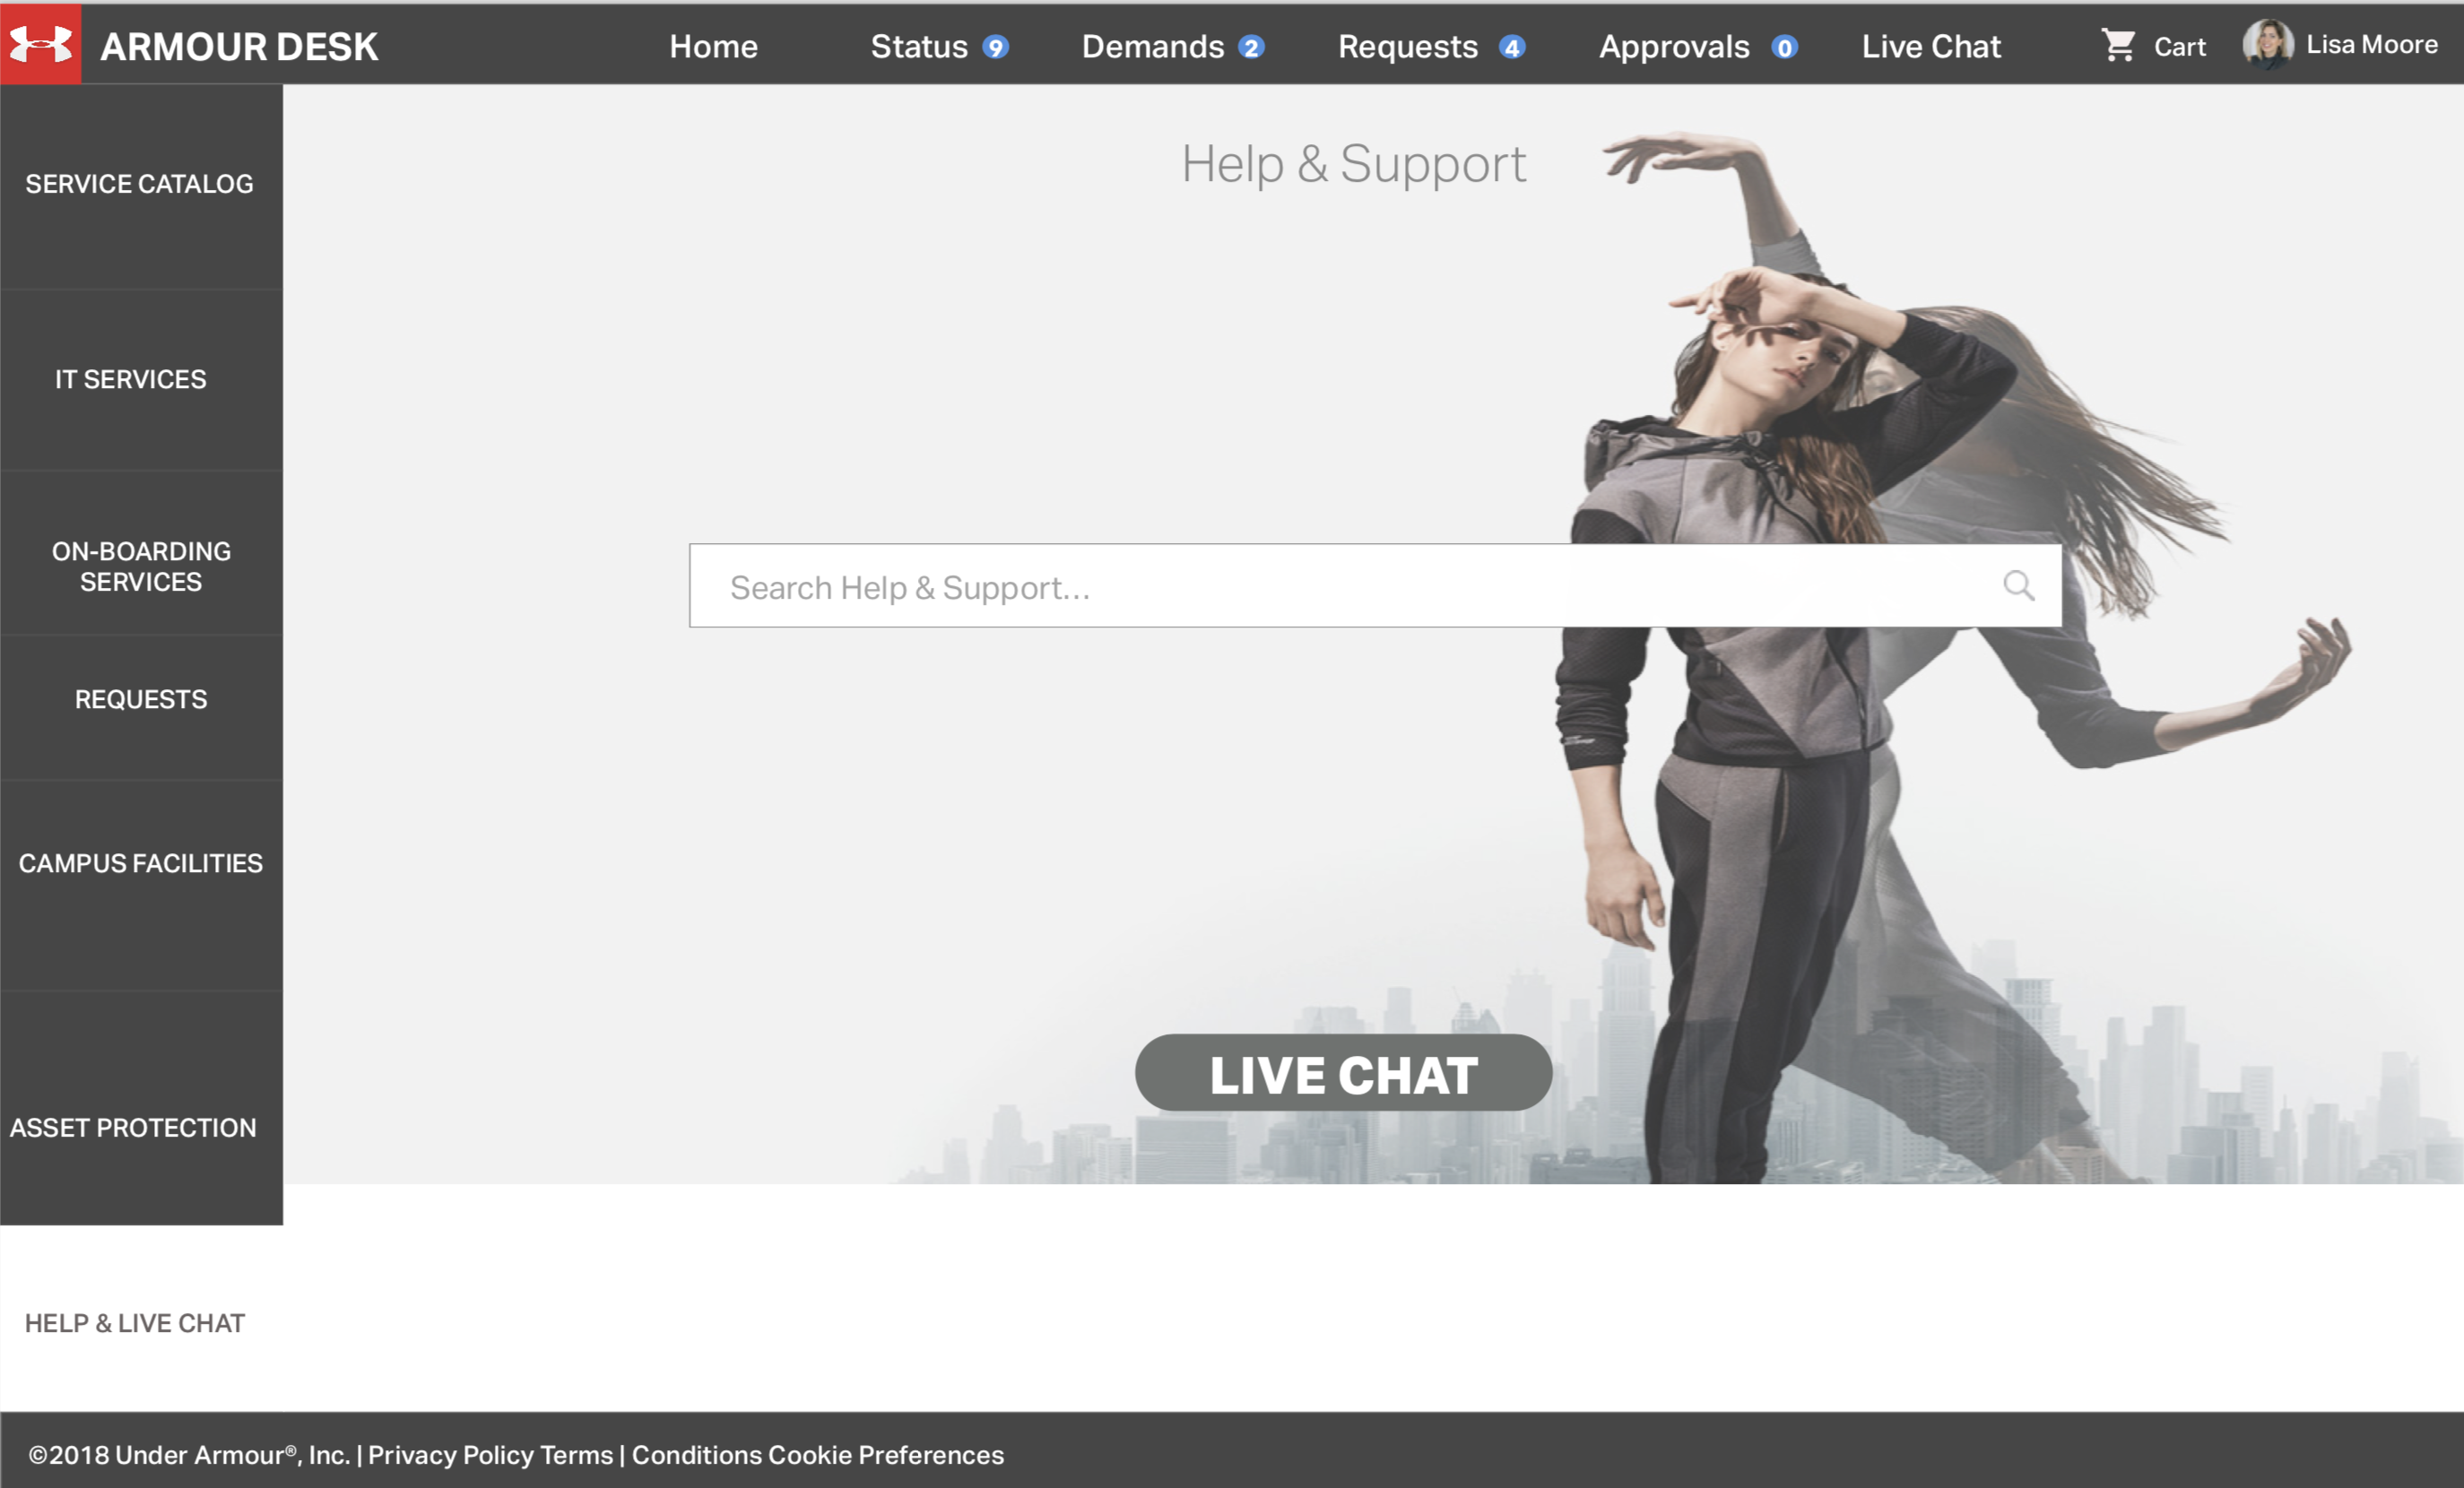 ARMOUR DESK
Home
Status 9
Demands 2
Requests 4
Approvals 0
Live Chat
Cart
Lisa Moore
SERVICE CATALOG
IT SERVICES
ON-BOARDING
SERVICES
REQUESTS
CAMPUS FACILITIES
ASSET PROTECTION
HELP & LIVE CHAT
Help & Support
Search Help & Support...
LIVE CHAT
©2018 Under Armour®, Inc. | Privacy Policy Terms | Conditions Cookie Preferences